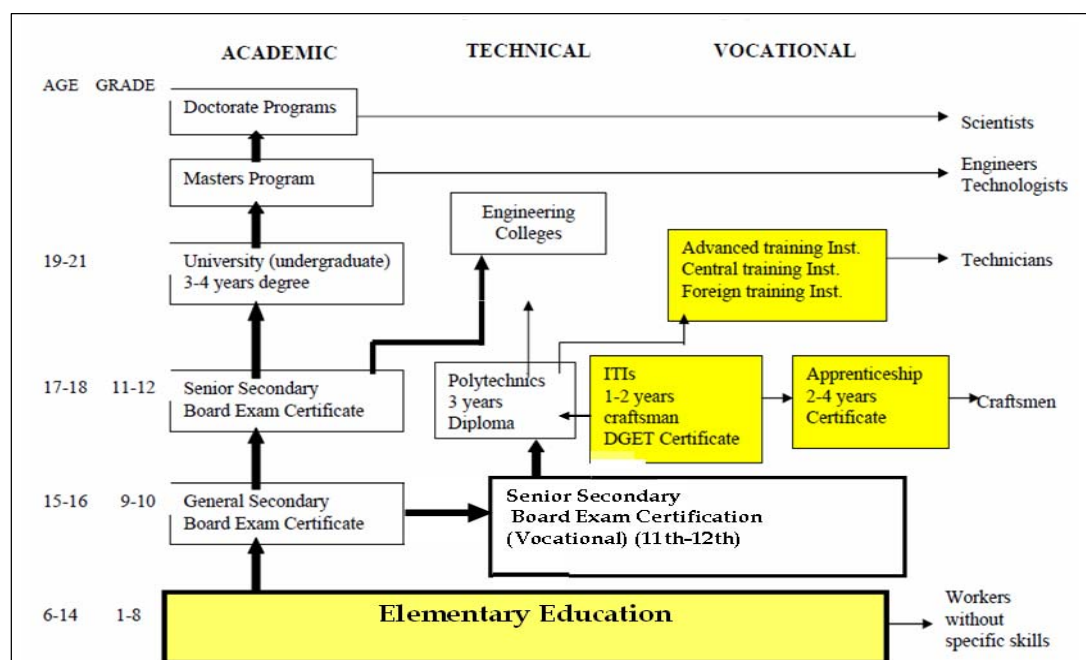 ACADEMIC TECHNICAL VOCATIONAL
AGE GRADE
Doctorate Programs
Scientists
Masters Program
Engineers
Technologists
Engineering
Colleges
19-21
University (undergraduate)
3-4 years degree
Advanced training Inst.
Central training Inst.
Foreign training Inst.
Technicians
17-18 11-12
Senior Secondary
Board Exam Certificate
Polytechnics
3 years
Diploma
ITIs
1-2 years
craftsman
DGET Certificate
Apprenticeship
2-4 years
Certificate
Craftsmen
15-16 9-10
General Secondary
Board Exam Certificate
Senior Secondary
Board Exam Certification
(Vocational) (11th-12th)
6-14 1-8
Elementary Education
Workers
without
specific skills